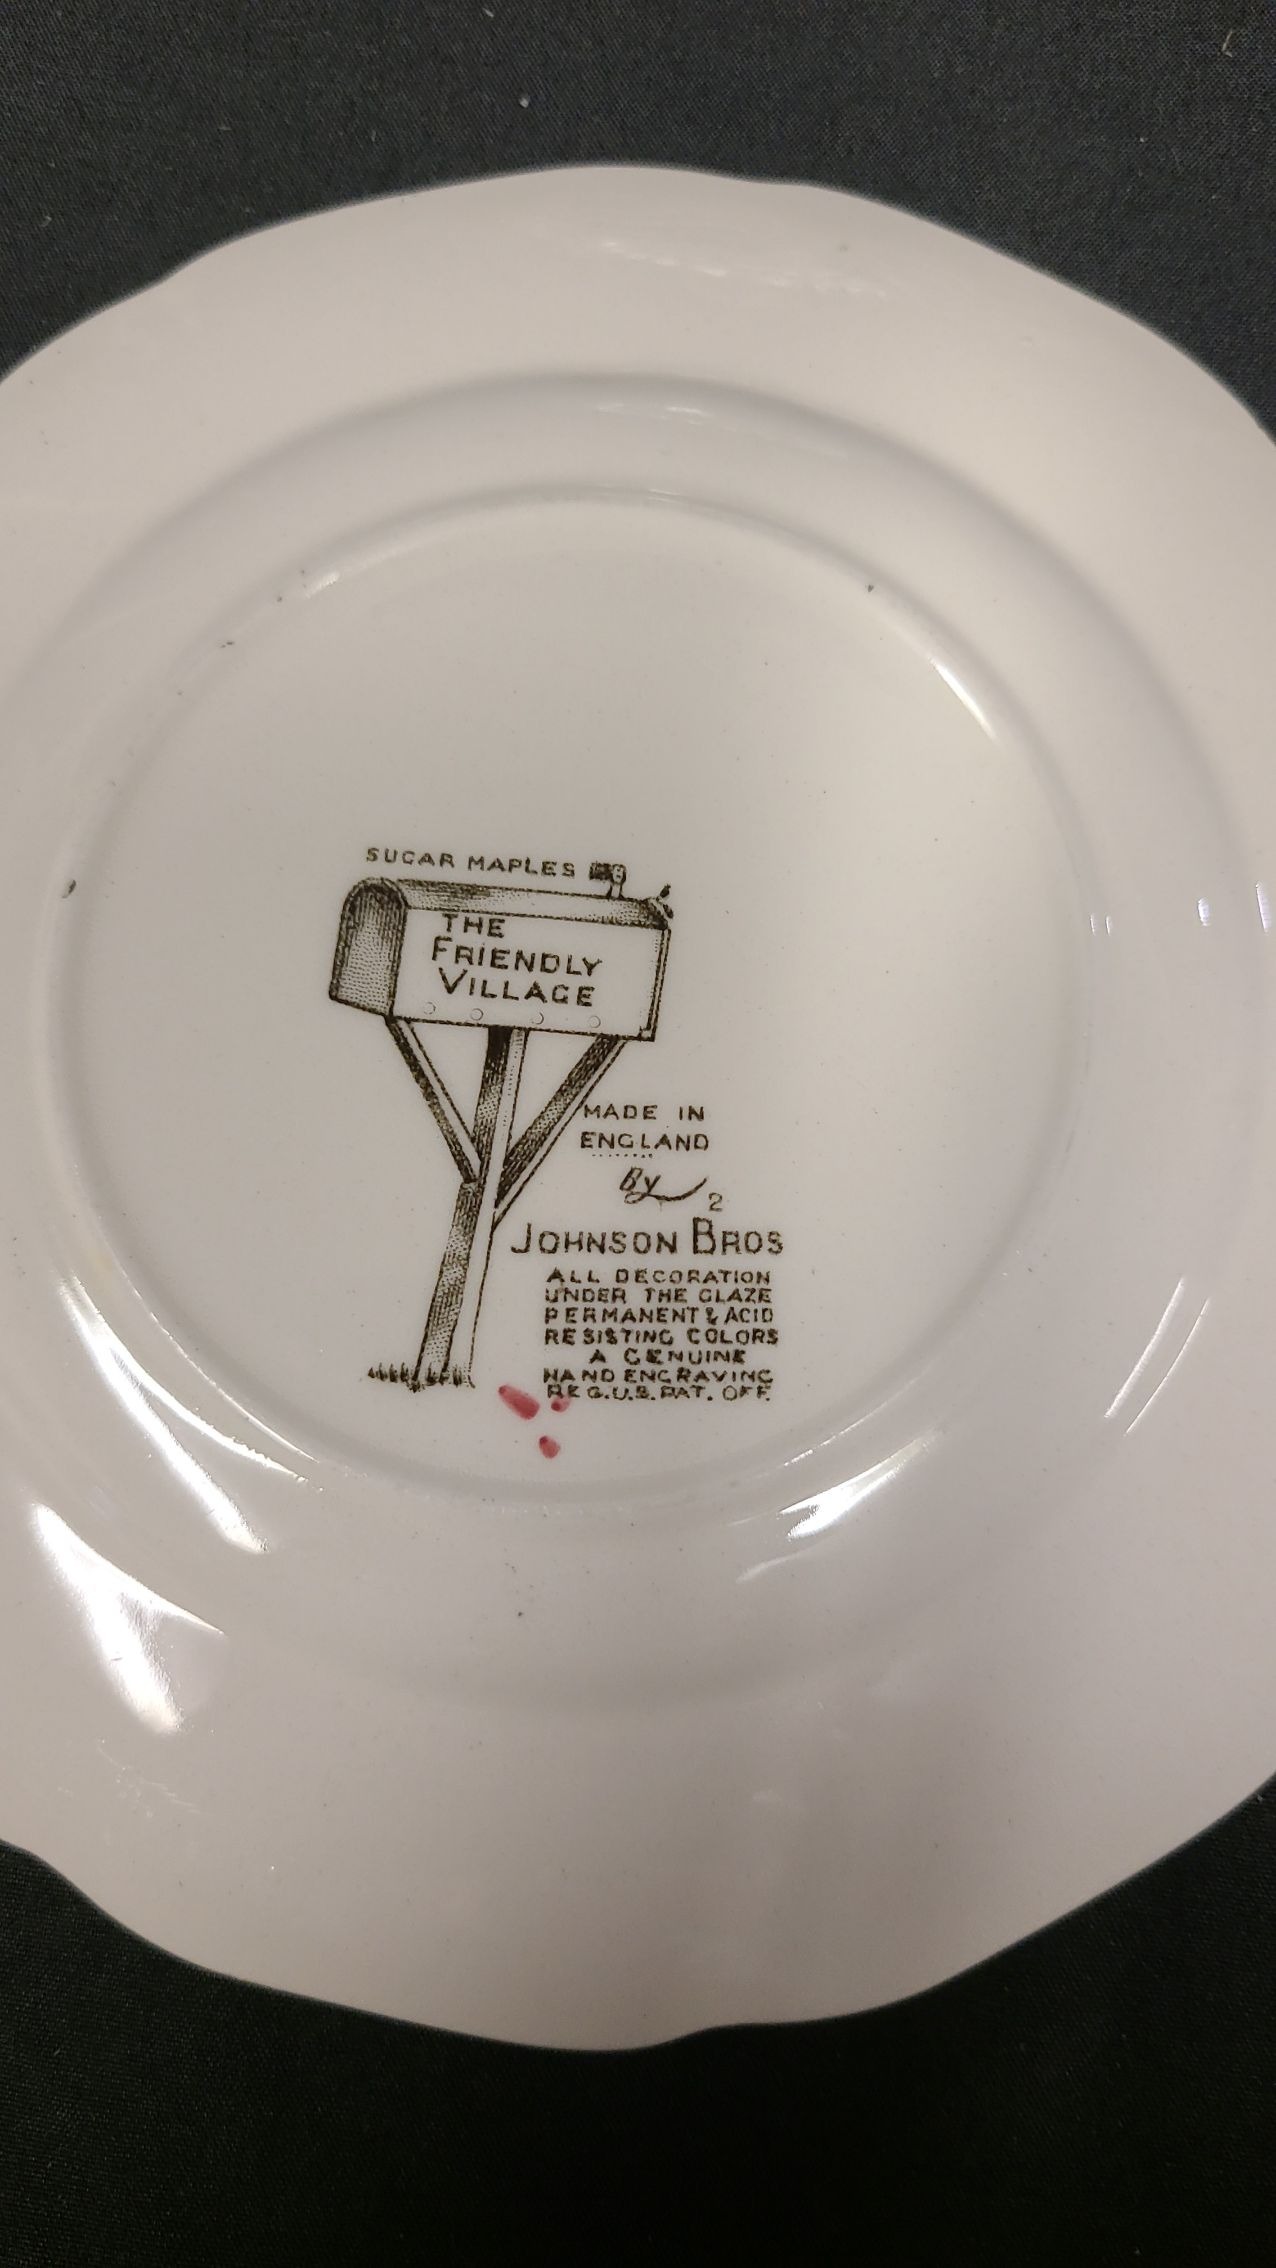 SUGAR MAPLES
THE
FRIENDLY
VILLAGE
MADE IN
ENGLAND
By
2
JOHNSON BROS
ALL DECORATION
UNDER THE GLAZE
PERMANENT & ACID
RESISTING COLORS
A GENUINE
HAND ENGRAVING
REG. U.S. PAT. OFF.